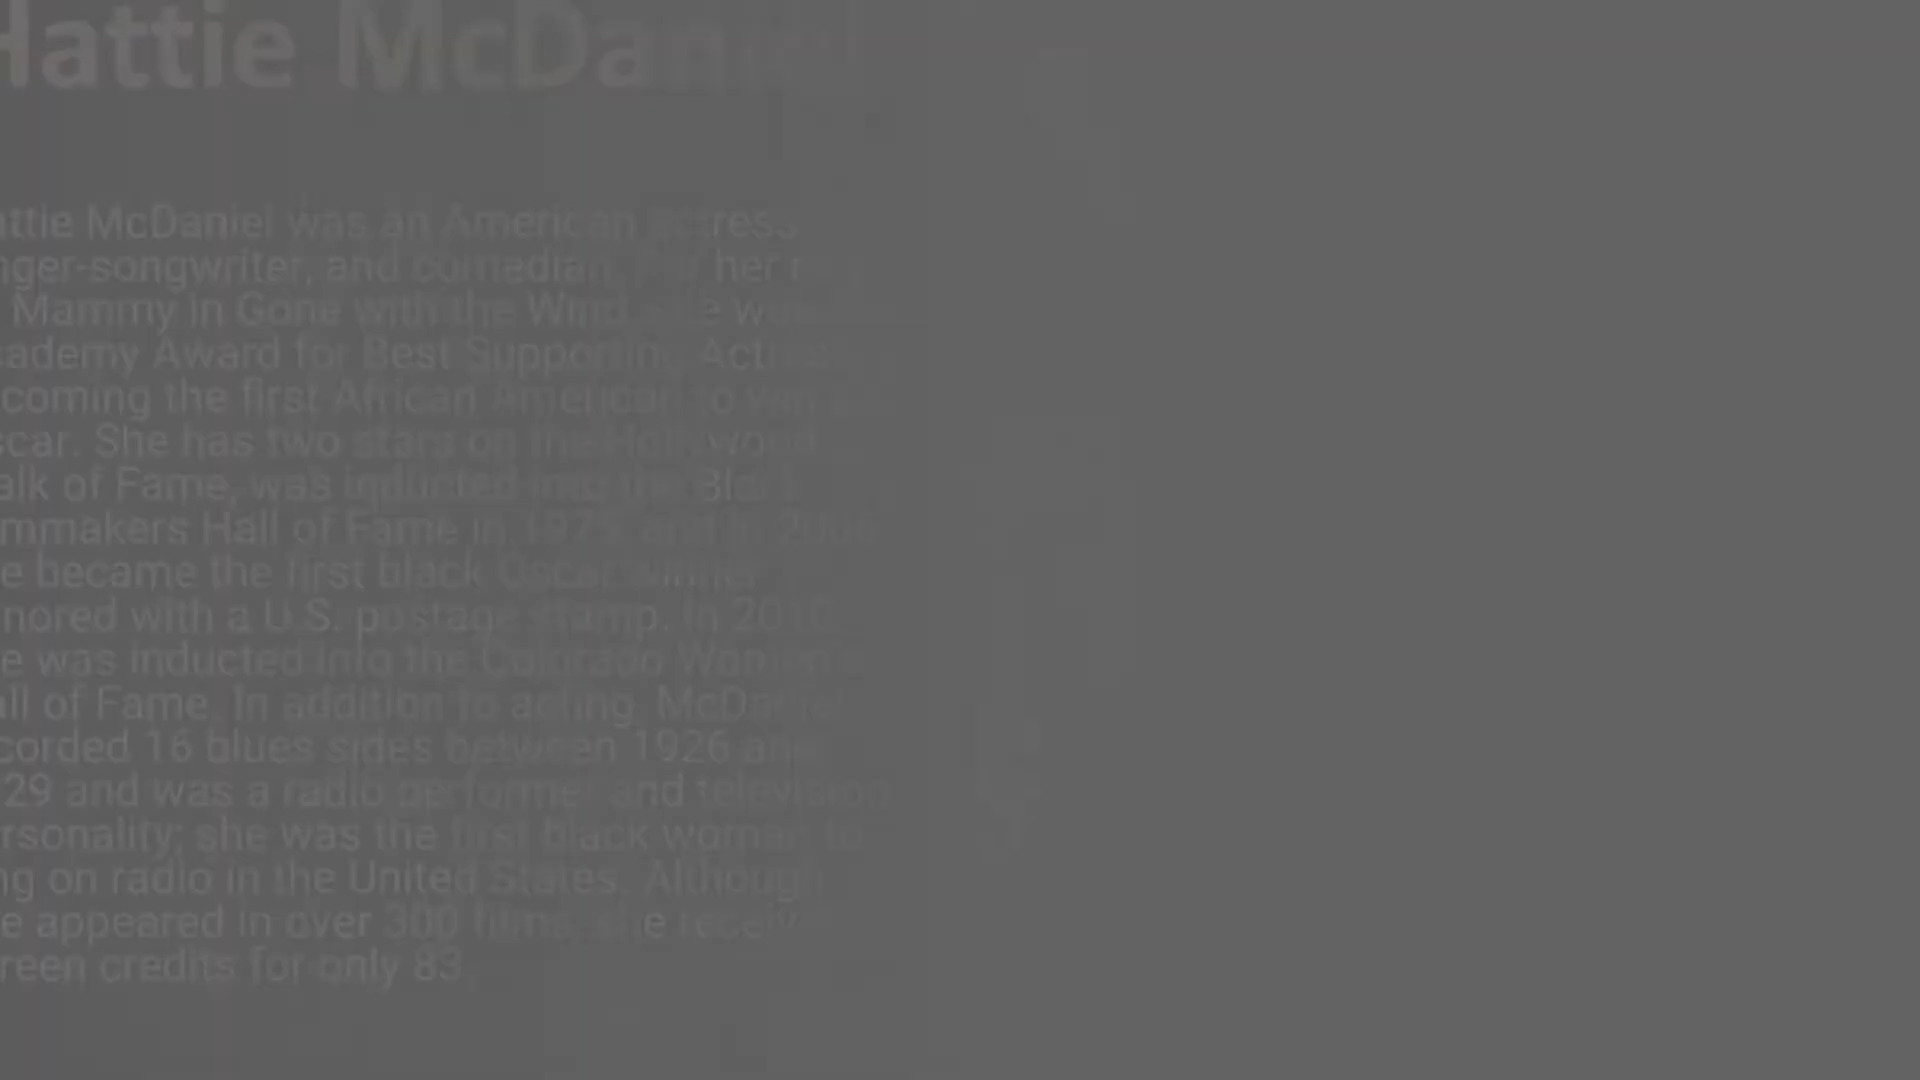 Hattie McDaniel
attie McDaniel was an American actress
nger-songwriter, and comedian. her
Mammy in Gone with the Wind, she was
ademy Award for Best Supporting Act
coming the first African American to win
scar. She has two stars on the Hollywood
alk of Fame, was inducted into the Black
mmakers Hall of Fame in 1975, and in 2006
e became the first black Oscar winner
nored with a U.S. postage stamp. In 2010
e was inducted into the Colorado Women's
all of Fame. In addition to acting, McDaniel
corded 16 blues sides between 1926 and
29 and was a radio performer and television
rsonality; she was the first black woman to
ng on radio in the United States. Although
e appeared in over 300 films, she receiv
reen credits for only 83.